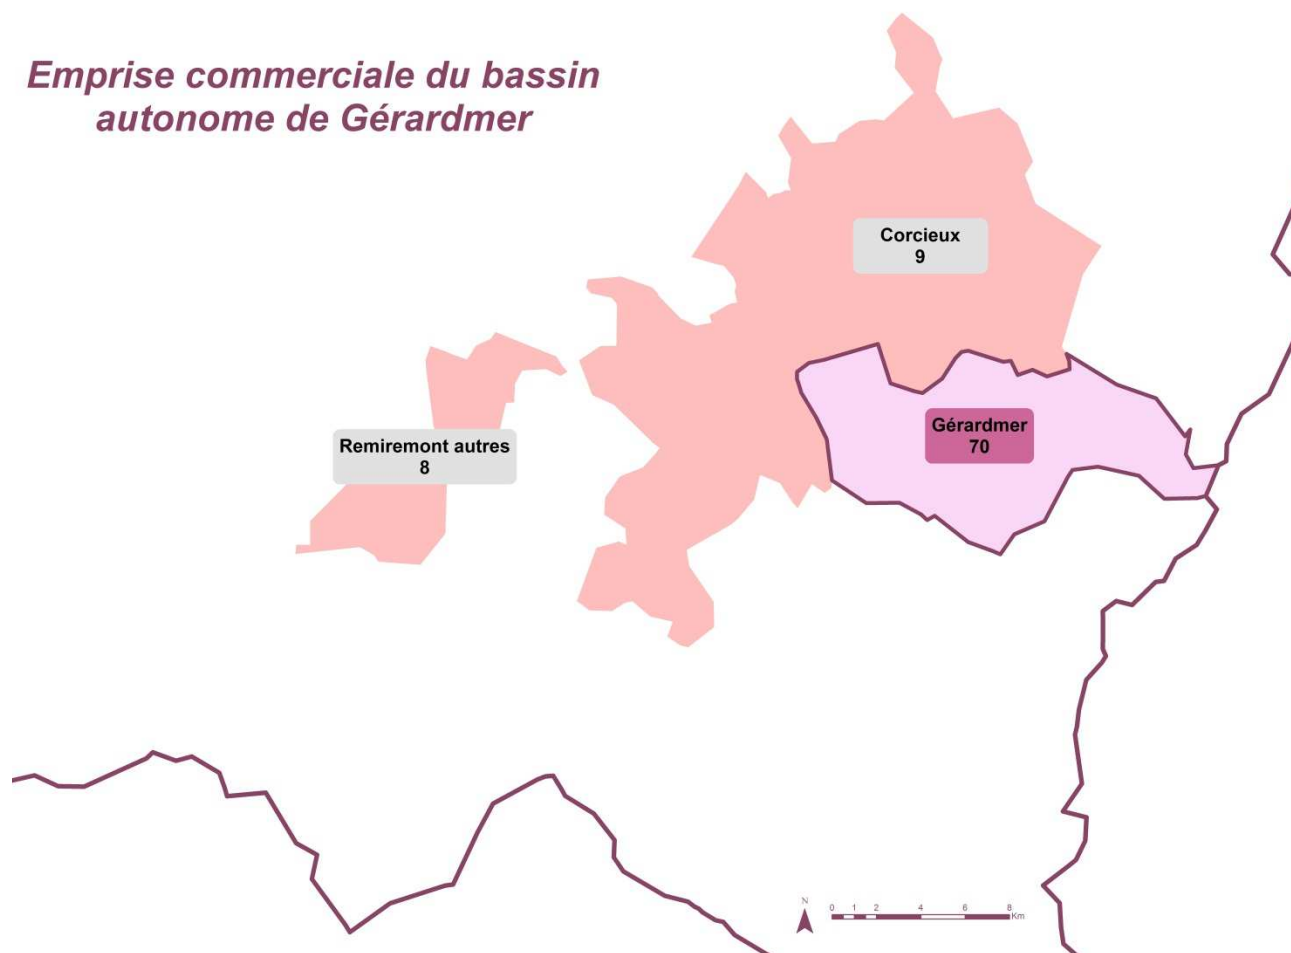 Emprise commerciale du bassin
autonome de Gérardmer
Corcieux
9
Gérardmer
70
Remiremont autres
8
N
0 1 2 4 6 8
Km